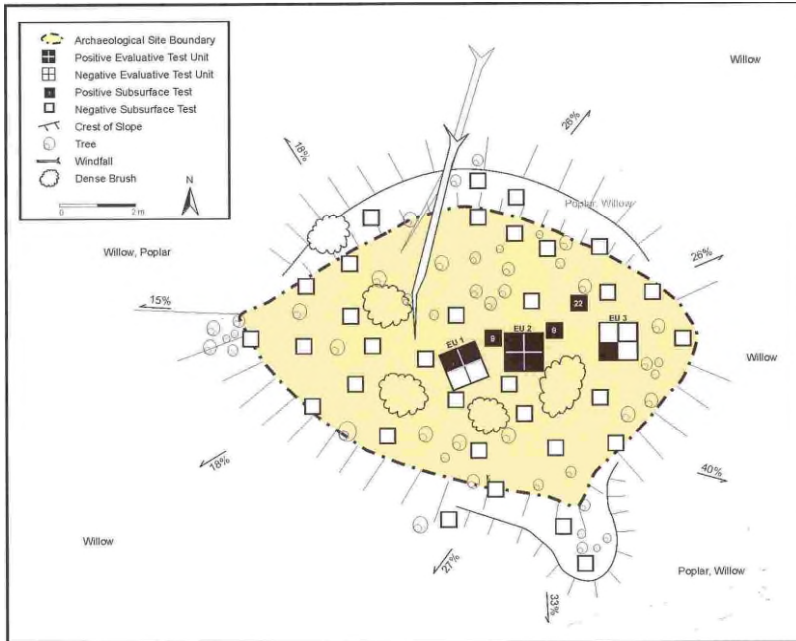 Archaeological Site Boundary
Positive Evaluative Test Unit
Negative Evaluative Test Unit
Positive Subsurface Test
Negative Subsurface Test
Crest of Slope
Tree
Windfall
Dense Brush
N
0 2 m
Willow
26%
18%
Poplar, Willow
Willow, Poplar
26%
15%
22
EU 3
EU 2
9
9
EU 1
Willow
18%
40%
Willow
27%
Poplar, Willow
33%